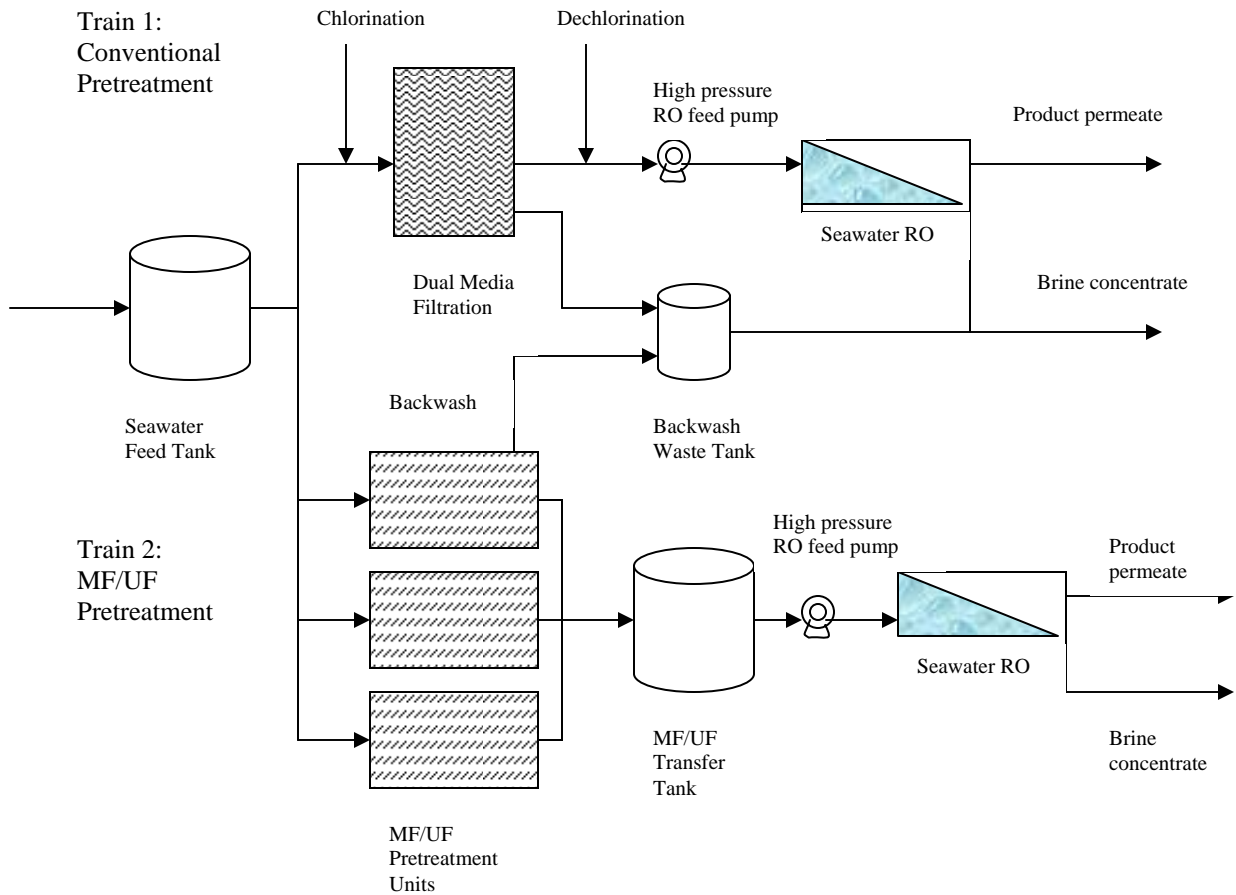 Train 1:
Conventional
Pretreatment
Chlorination
Dechlorination
High pressure
RO feed pump
Product permeate
Seawater RO
Dual Media
Filtration
Brine concentrate
Seawater
Feed Tank
Backwash
Backwash
Waste Tank
Train 2:
MF/UF
Pretreatment
High pressure
RO feed pump
Product
permeate
Seawater RO
MF/UF
Transfer
Tank
Brine
concentrate
MF/UF
Pretreatment
Units